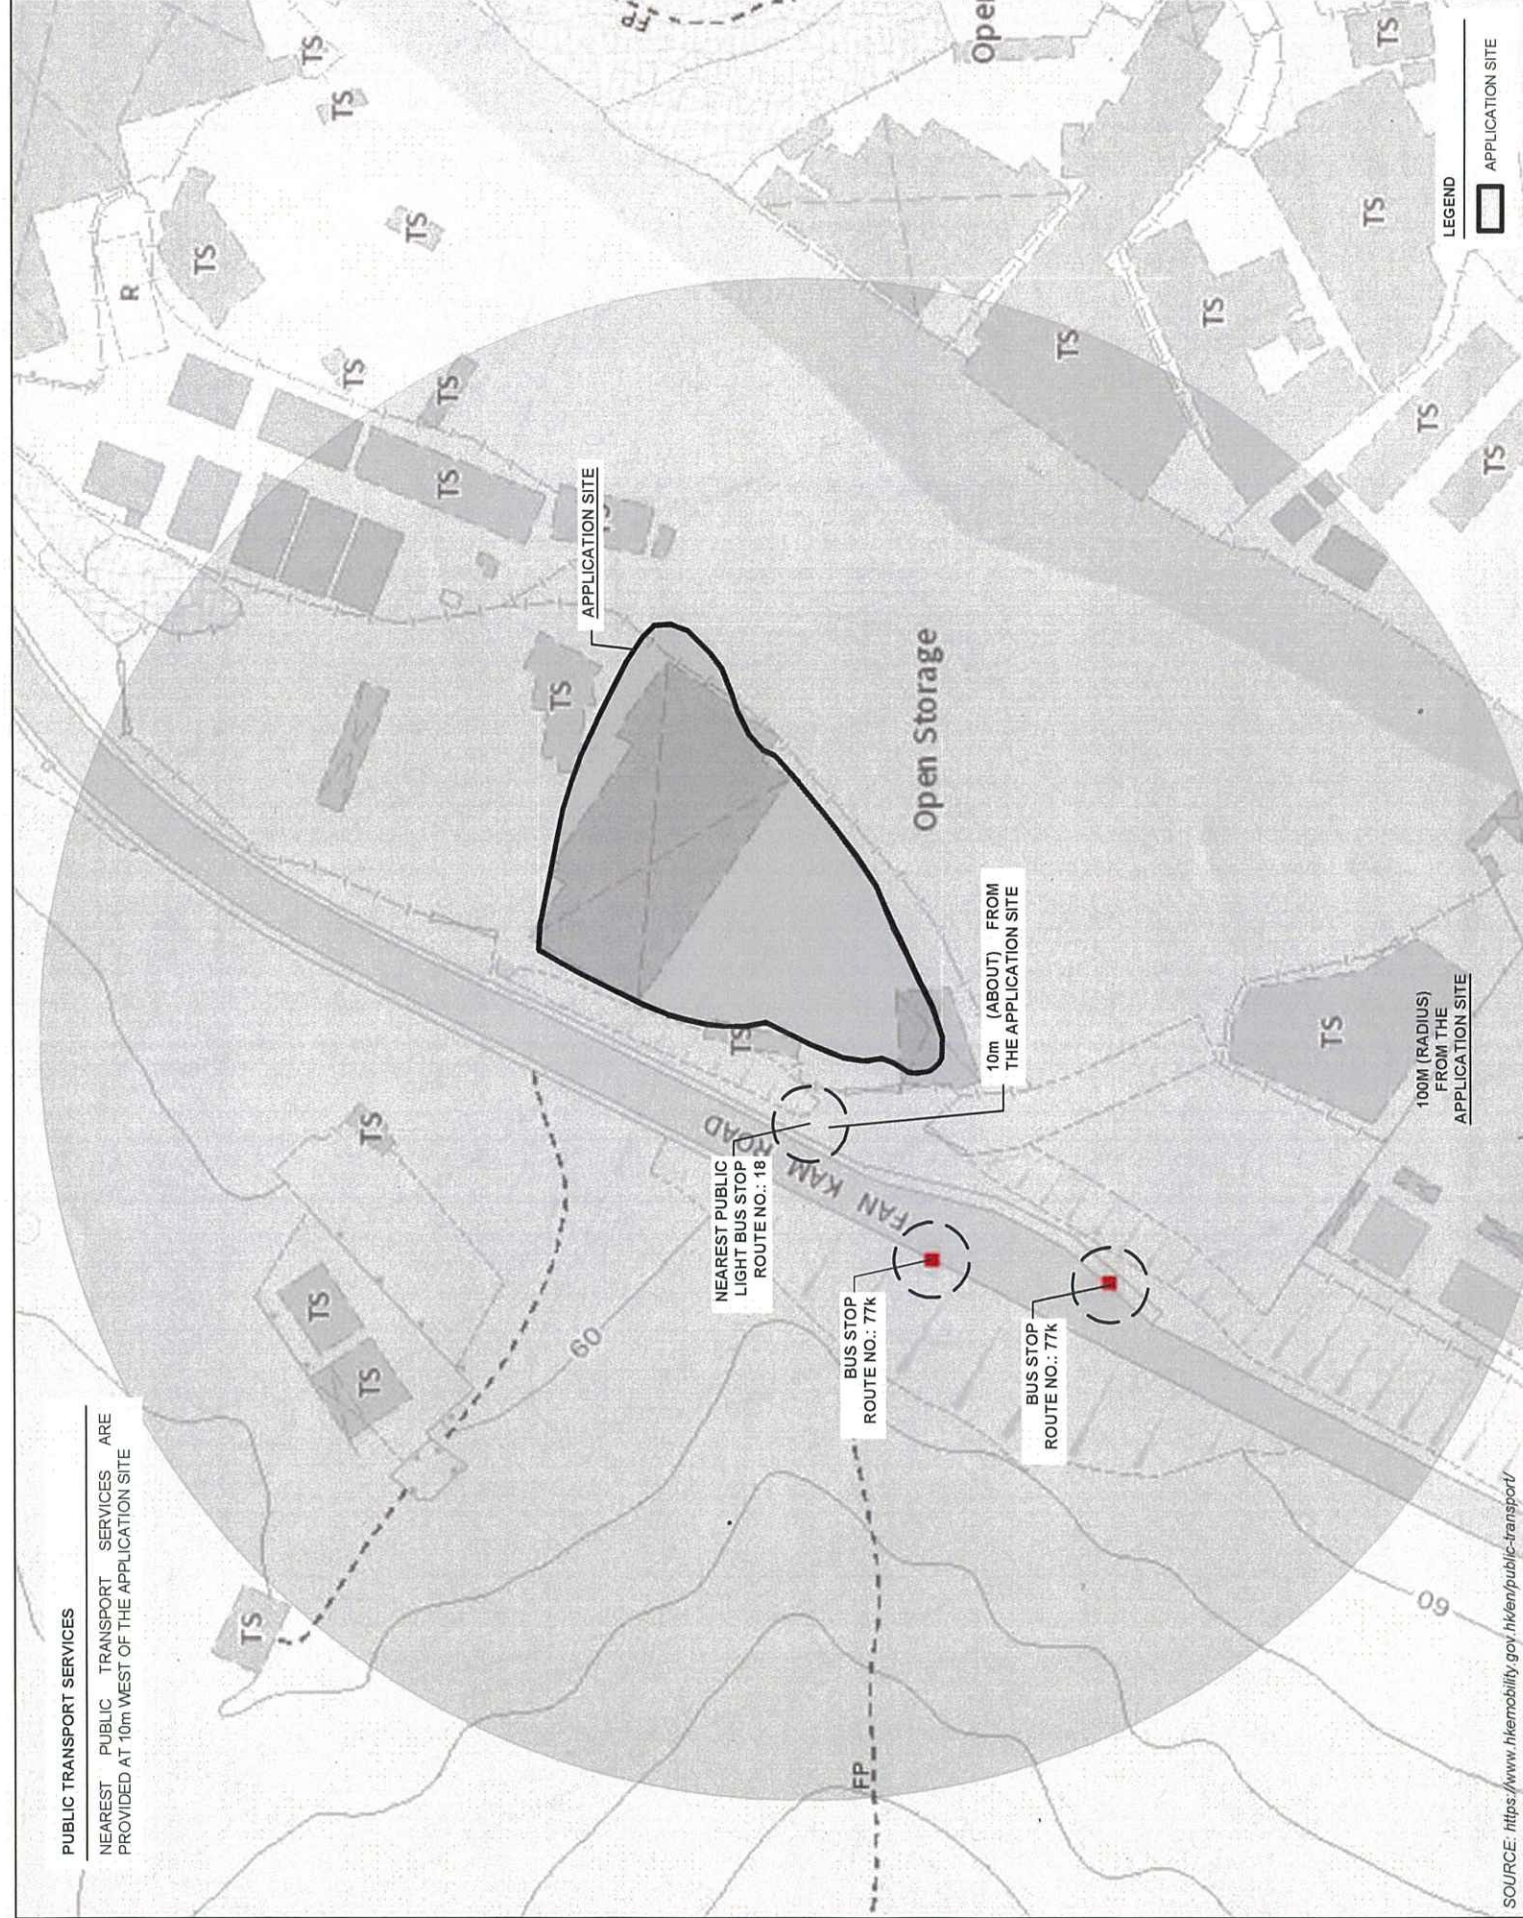 PUBLIC TRANSPORT SERVICES
NEAREST PUBLIC TRANSPORT SERVICES ARE
PROVIDED AT 10m WEST OF THE APPLICATION SITE
TS
TS
TS
TS
60
FP
NEAREST PUBLIC
LIGHT BUS STOP
ROUTE NO.: 18
BUS STOP
ROUTE NO.: 77k
BUS STOP
ROUTE NO.: 77k
FAN KAM ROAD
TS
TS
APPLICATION SITE
10m (ABOUT) FROM
THE APPLICATION SITE
Open Storage
TS
TS
TS
R
TS
TS
TS
TS
TS
TS
TS
TS
TS
TS
TS
60
100M (RADIUS)
FROM THE
APPLICATION SITE
LEGEND
APPLICATION SITE
SOURCE: https://www.hkemobility.gov.hk/en/public-transport/